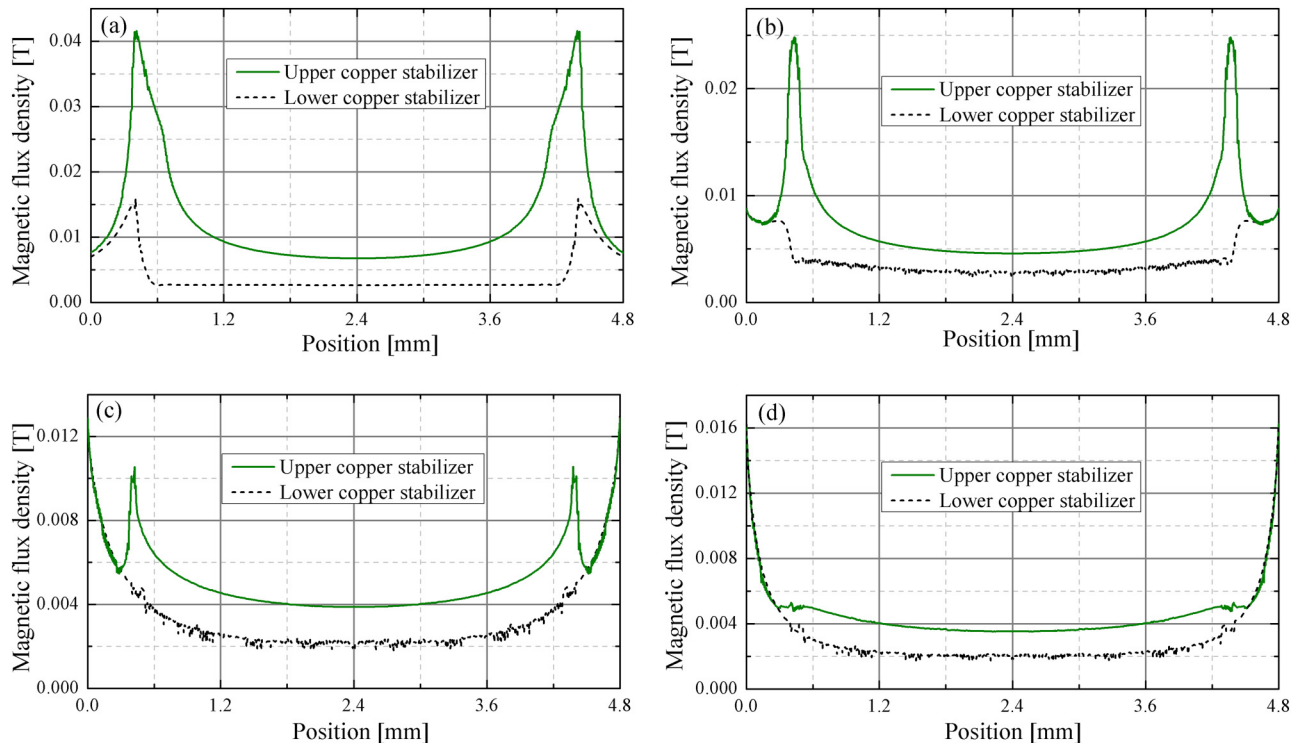 (a)
Magnetic flux density [T]
0.04
0.03
0.02
0.01
0.00
Upper copper stabilizer
Lower copper stabilizer
0.0 1.2 2.4 3.6 4.8
Position [mm]
(b)
Magnetic flux density [T]
0.02
0.01
0.00
Upper copper stabilizer
Lower copper stabilizer
0.0 1.2 2.4 3.6 4.8
Position [mm]
(c)
Magnetic flux density [T]
0.012
0.008
0.004
0.000
Upper copper stabilizer
Lower copper stabilizer
0.0 1.2 2.4 3.6 4.8
Position [mm]
(d)
Magnetic flux density [T]
0.016
0.012
0.008
0.004
0.000
Upper copper stabilizer
Lower copper stabilizer
0.0 1.2 2.4 3.6 4.8
Position [mm]